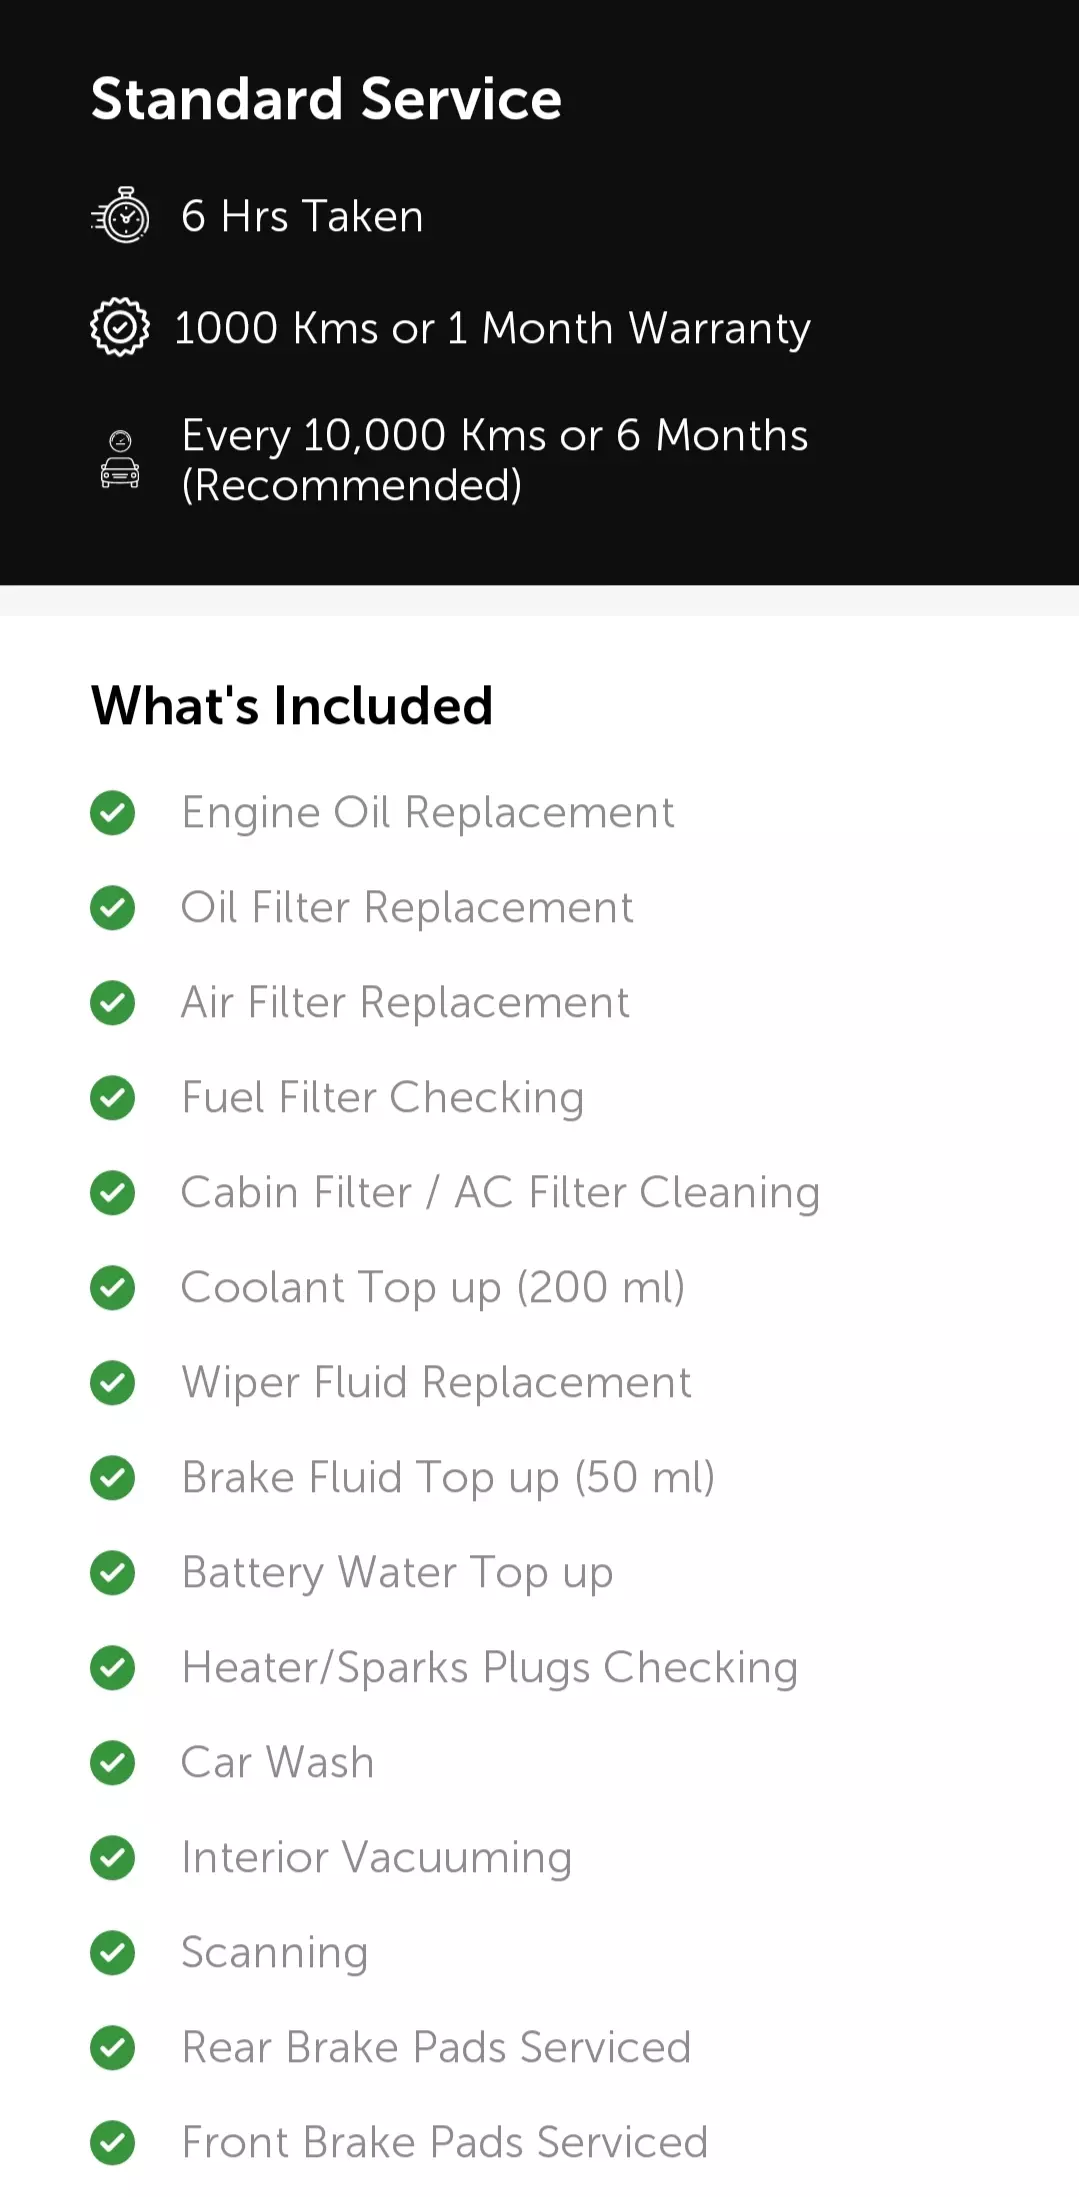 Standard Service
6 Hrs Taken
1000 Kms or 1 Month Warranty
Every 10,000 Kms or 6 Months
(Recommended)
What's Included
Engine Oil Replacement
Oil Filter Replacement
Air Filter Replacement
Fuel Filter Checking
Cabin Filter / AC Filter Cleaning
Coolant Top up (200 ml)
Wiper Fluid Replacement
Brake Fluid Top up (50 ml)
Battery Water Top up
Heater/Sparks Plugs Checking
Car Wash
Interior Vacuuming
Scanning
Rear Brake Pads Serviced
Front Brake Pads Serviced